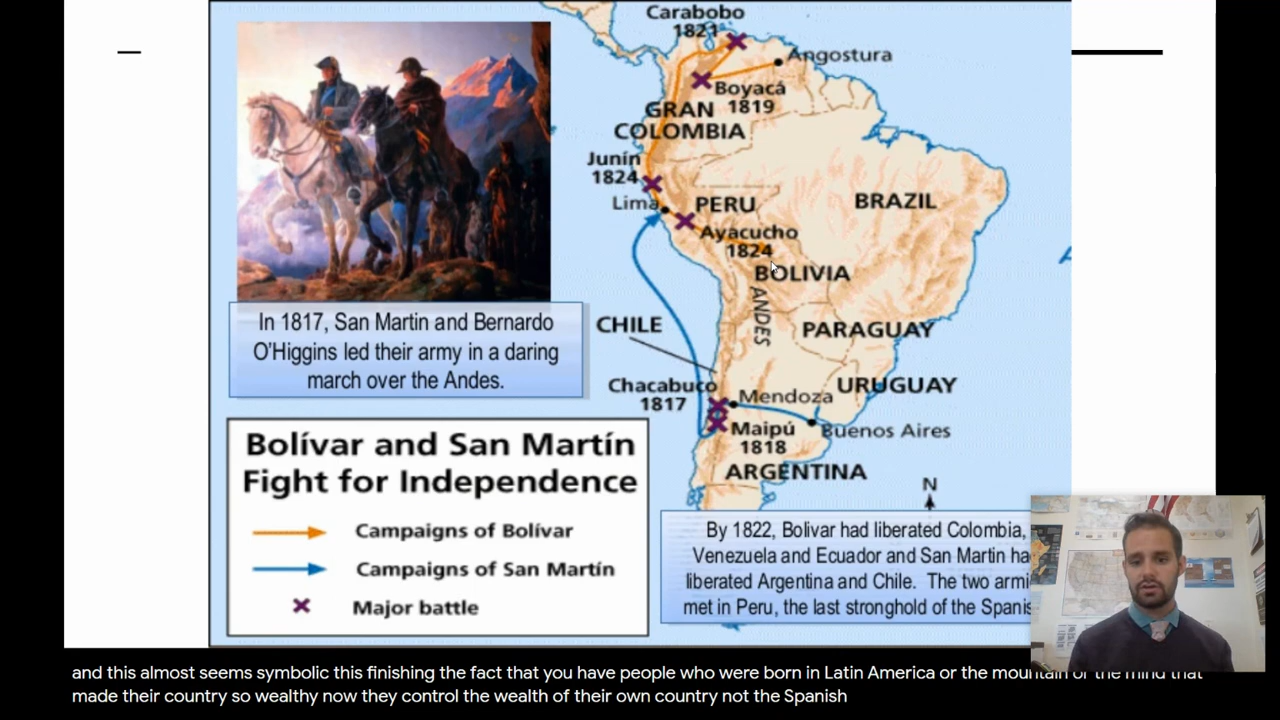 Carabobo
1821
Angostura
Boyacá
1819
GRAN
COLOMBIA
Junín
1824
Lima
PERU
BRAZIL
Ayacucho
1824
BOLIVIA
ANDES
CHILE
PARAGUAY
Chacabuco
1817
Mendoza
URUGUAY
Maipú
1818
Buenos Aires
ARGENTINA
N
In 1817, San Martin and Bernardo
O'Higgins led their army in a daring
march over the Andes.
Bolívar and San Martín
Fight for Independence
Campaigns of Bolívar
Campaigns of San Martín
Major battle
By 1822, Bolivar had liberated Colombia,
Venezuela and Ecuador and San Martin ha
liberated Argentina and Chile. The two armi
met in Peru, the last stronghold of the Spanis
and this almost seems symbolic this finishing the fact that you have people who were born in Latin America or the mountain of the mind that
made their country so wealthy now they control the wealth of their own country not the Spanish